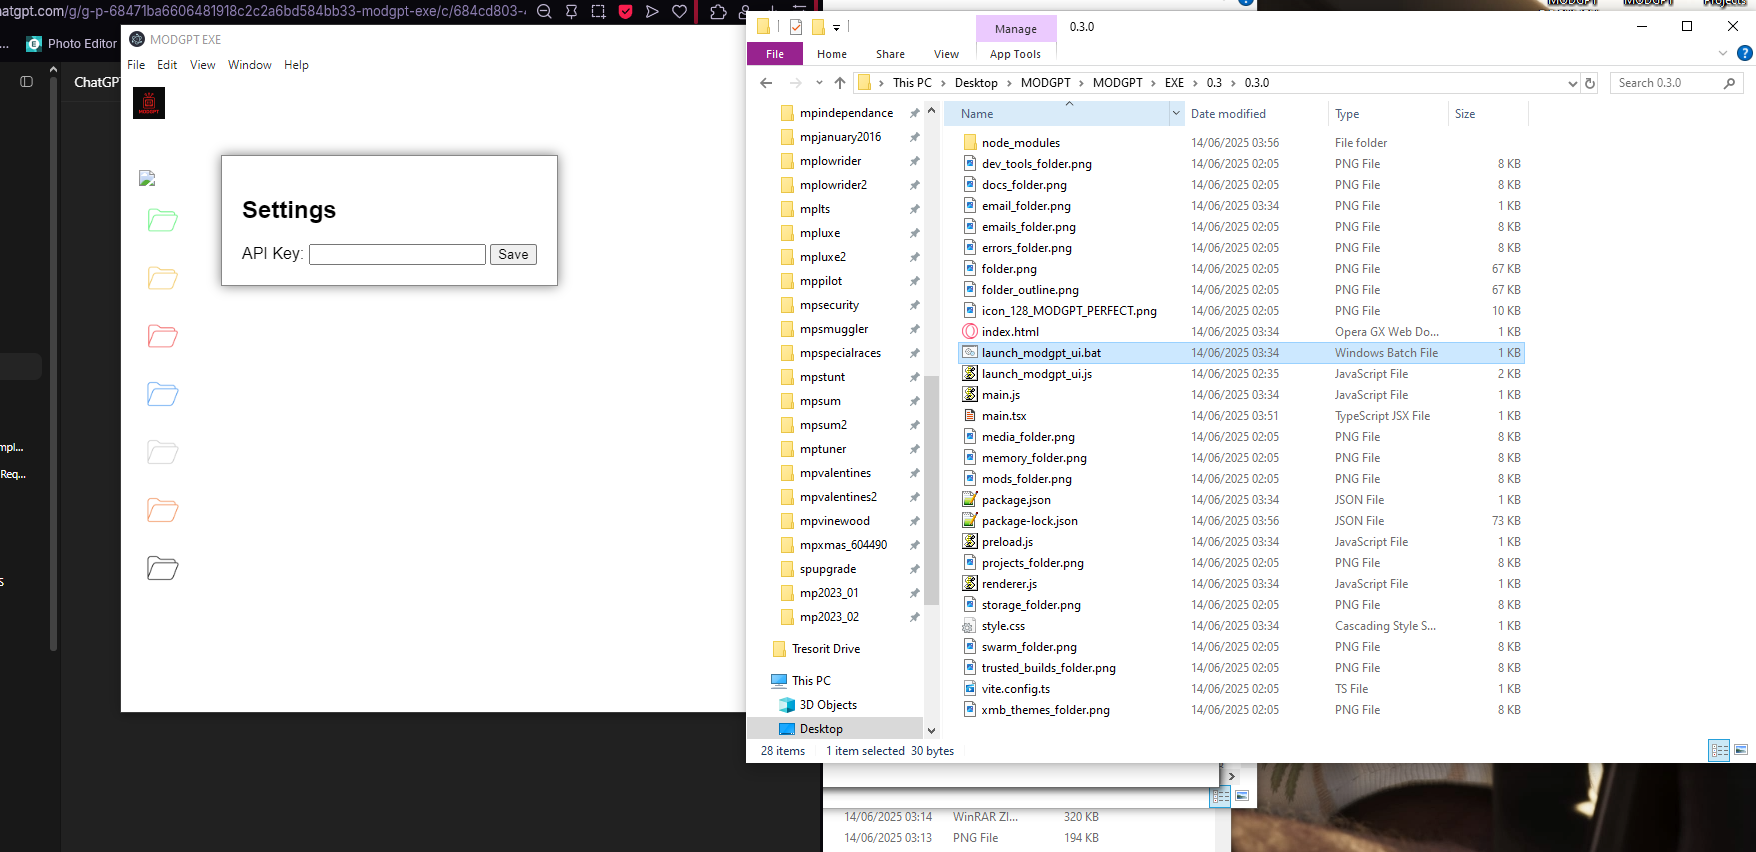 hatgpt.com/g/g-p-68471ba6606481918c2c2a6bd584bb33-modgpt-exe/c/684cd803-
... Photo Editor
ChatGPT
mpl...
Req...
S
MODGPT EXE
File Edit View Window Help
MODGPT
Settings
API Key: Save
MODGPT MODGPT Projects
Manage 0.3.0
File Home Share View App Tools
This PC > Desktop > MODGPT > MODGPT > EXE > 0.3 > 0.3.0
Search 0.3.0
mpindependance
mpjanuary2016
mplowrider
mplowrider2
mplts
mpluxe
mpluxe2
mppilot
mpsecurity
mpsmuggler
mpspecialraces
mpstunt
mpsum
mpsum2
mptuner
mpvalentines
mpvalentines2
mpvinewood
mpxmas_604490
spupgrade
mp2023_01
mp2023_02
Tresorit Drive
This PC
3D Objects
Desktop
Name Date modified Type Size
node_modules 14/06/2025 03:56 File folder
dev_tools_folder.png 14/06/2025 02:05 PNG File 8 KB
docs_folder.png 14/06/2025 02:05 PNG File 8 KB
email_folder.png 14/06/2025 03:34 PNG File 1 KB
emails_folder.png 14/06/2025 02:05 PNG File 8 KB
errors_folder.png 14/06/2025 02:05 PNG File 8 KB
folder.png 14/06/2025 02:05 PNG File 67 KB
folder_outline.png 14/06/2025 02:05 PNG File 67 KB
icon_128_MODGPT_PERFECT.png 14/06/2025 02:05 PNG File 10 KB
index.html 14/06/2025 03:34 Opera GX Web Do... 1 KB
launch_modgpt_ui.bat 14/06/2025 03:34 Windows Batch File 1 KB
launch_modgpt_ui.js 14/06/2025 02:35 JavaScript File 2 KB
main.js 14/06/2025 03:34 JavaScript File 1 KB
main.tsx 14/06/2025 03:51 TypeScript JSX File 1 KB
media_folder.png 14/06/2025 02:05 PNG File 8 KB
memory_folder.png 14/06/2025 02:05 PNG File 8 KB
mods_folder.png 14/06/2025 02:05 PNG File 8 KB
package.json 14/06/2025 03:34 JSON File 1 KB
package-lock.json 14/06/2025 03:56 JSON File 73 KB
preload.js 14/06/2025 03:34 JavaScript File 1 KB
projects_folder.png 14/06/2025 02:05 PNG File 8 KB
renderer.js 14/06/2025 03:34 JavaScript File 1 KB
storage_folder.png 14/06/2025 02:05 PNG File 8 KB
style.css 14/06/2025 03:34 Cascading Style S... 1 KB
swarm_folder.png 14/06/2025 02:05 PNG File 8 KB
trusted_builds_folder.png 14/06/2025 02:05 PNG File 8 KB
vite.config.ts 14/06/2025 02:05 TS File 1 KB
xmb_themes_folder.png 14/06/2025 02:05 PNG File 8 KB
28 items 1 item selected 30 bytes
14/06/2025 03:14 WinRAR ZI... 320 KB
14/06/2025 03:13 PNG File 194 KB